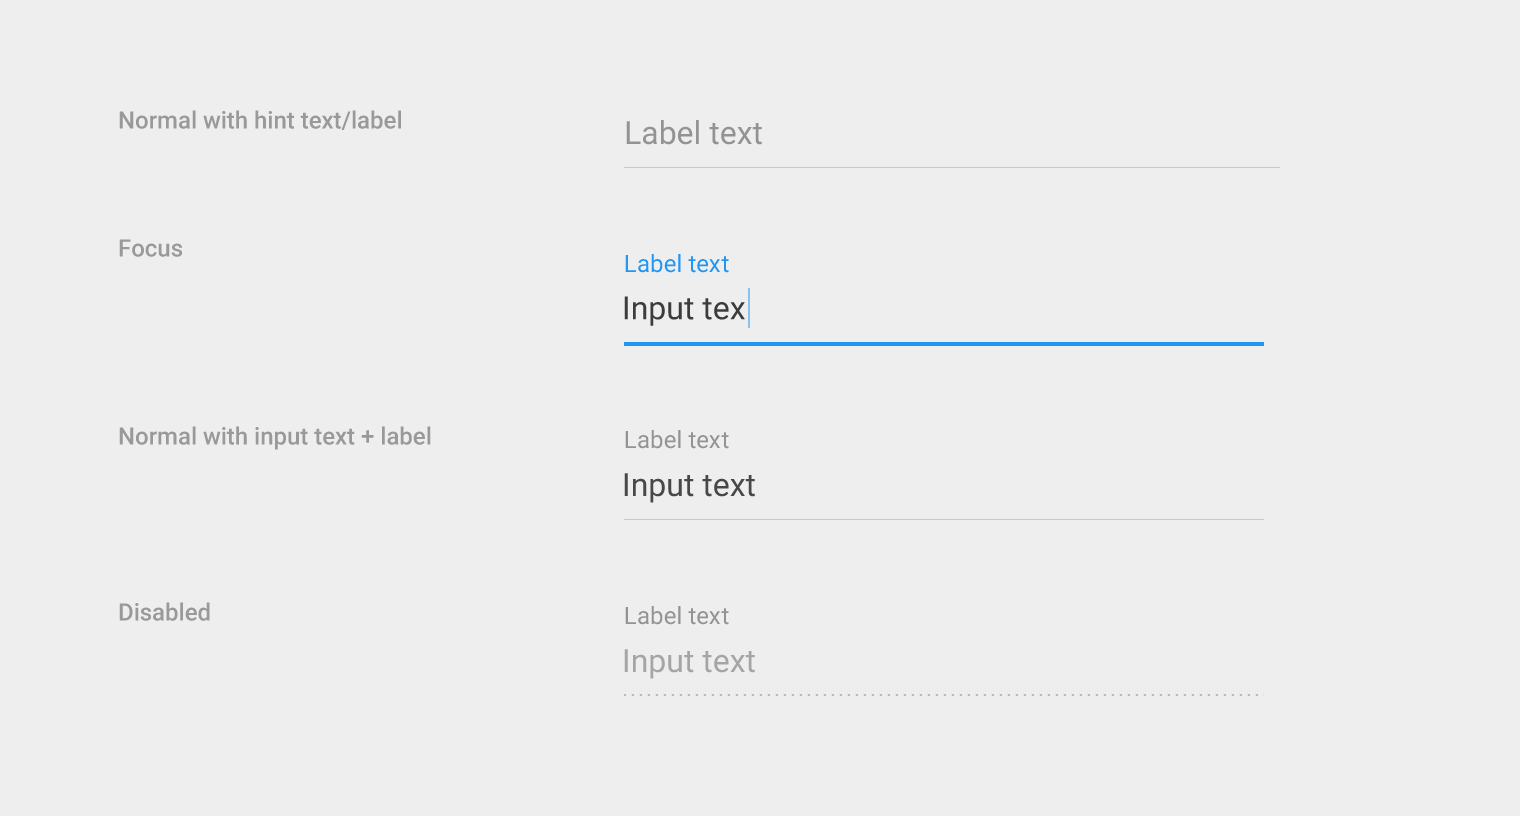 Normal with hint text/label
Label text
Focus
Label text
Input tex
Normal with input text + label
Label text
Input text
Disabled
Label text
Input text